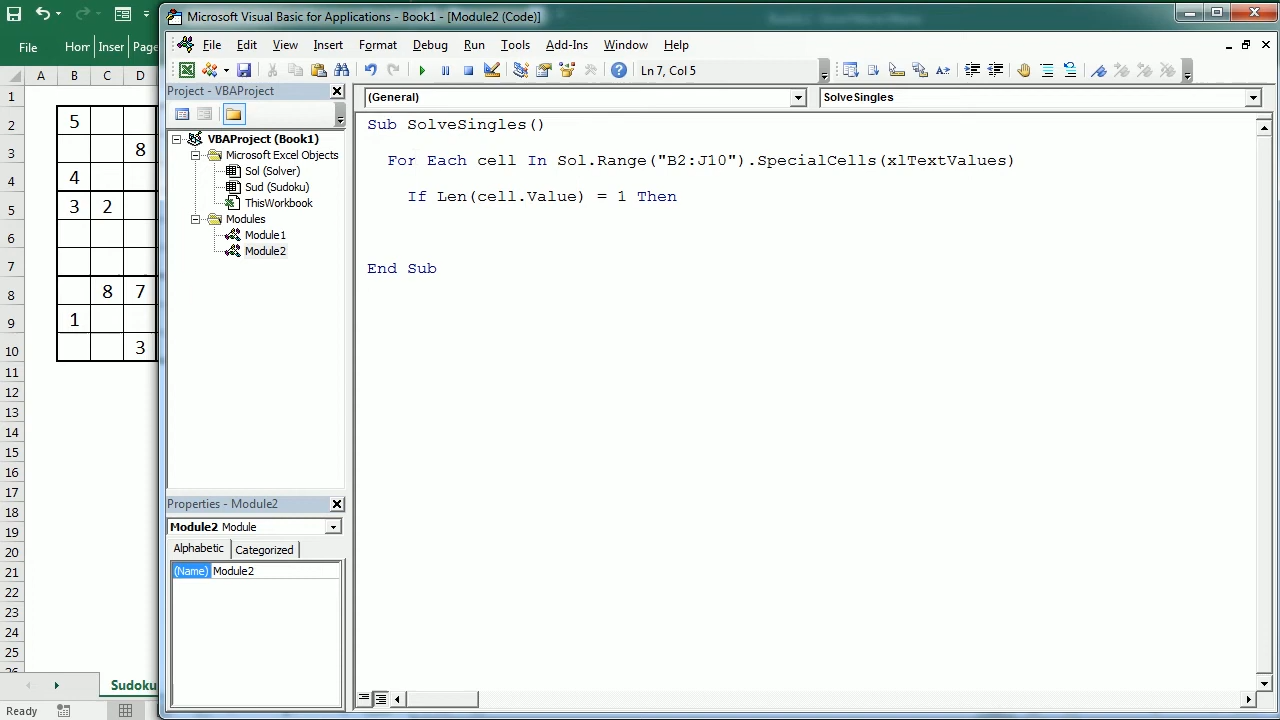 Microsoft Visual Basic for Applications - Book1 - [Module2 (Code)]
File Hom Inser Page
File Edit View Insert Format Debug Run Tools Add-Ins Window Help
Ln 7, Col 5
Project - VBAProject
(General) SolveSingles
VBAProject (Book1)
Microsoft Excel Objects
Sol (Solver)
Sud (Sudoku)
ThisWorkbook
Modules
Module1
Module2
Sub SolveSingles()
For Each cell In Sol.Range("B2:J10").SpecialCells(xlTextValues)
If Len(cell.Value) = 1 Then
End Sub
A B C D
1
2 5
3 8
4 4
5 3 2
6
7
8 8 7
9 1
10 3
11
12
13
14
15
16
17
18
19
20
21
22
23
24
25
Properties - Module2
Module2 Module
Alphabetic Categorized
(Name) Module2
Sudoku
Ready